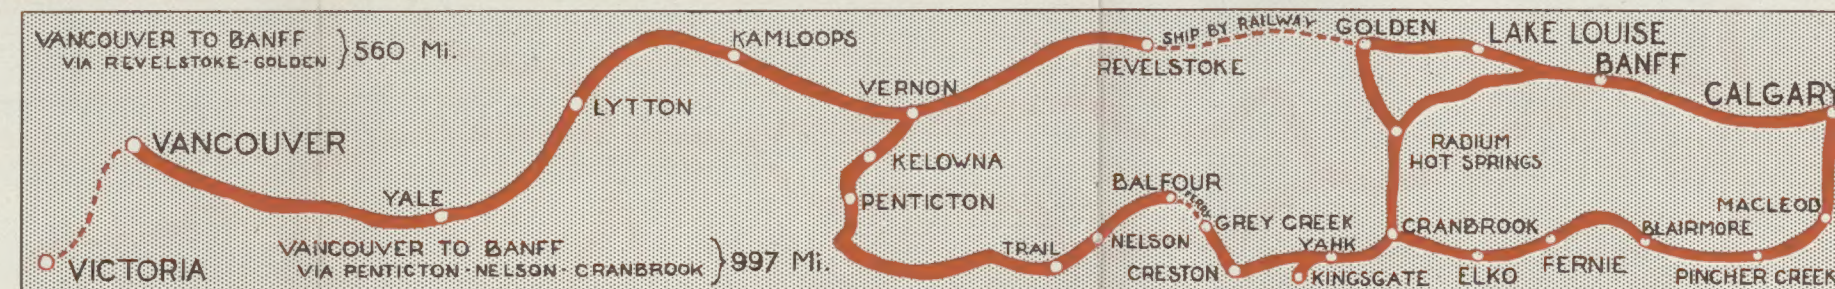 VANCOUVER TO BANFF
VIA REVELSTOKE-GOLDEN } 560 Mi.
VANCOUVER
VICTORIA
YALE
LYTTON
KAMLOOPS
VERNON
KELOWNA
PENTICTON
REVELSTOKE
SHIP BY RAILWAY
GOLDEN
LAKE LOUISE
BANFF
CALGARY
RADIUM
HOT SPRINGS
VANCOUVER TO BANFF
VIA PENTICTON-NELSON-CRANBROOK } 997 Mi.
TRAIL
NELSON
BALFOUR
FERRY
GREY CREEK
CRESTON
YAHK
KINGSGATE
CRANBROOK
ELKO
FERNIE
BLAIRMORE
PINCHER CREEK
MACLEOD